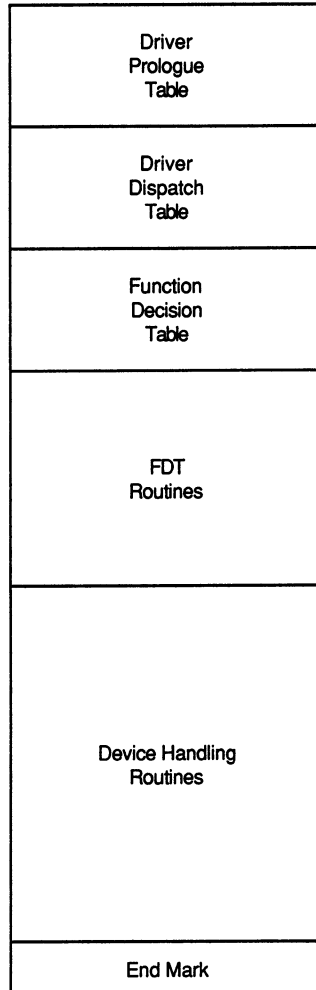 Driver
Prologue
Table
Driver
Dispatch
Table
Function
Decision
Table
FDT
Routines
Device Handling
Routines
End Mark